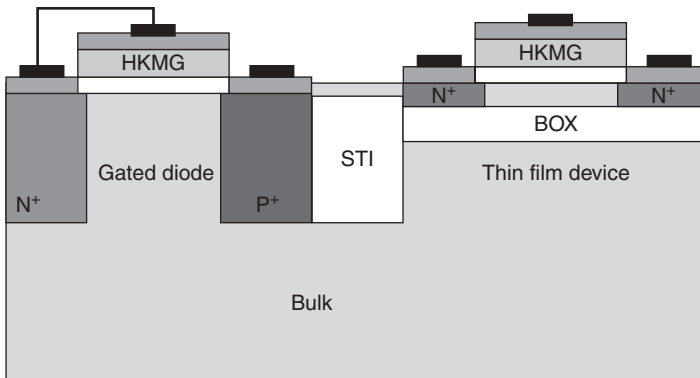 HKMG
HKMG
N⁺
N⁺
BOX
STI
Gated diode
Thin film device
N⁺
P⁺
Bulk